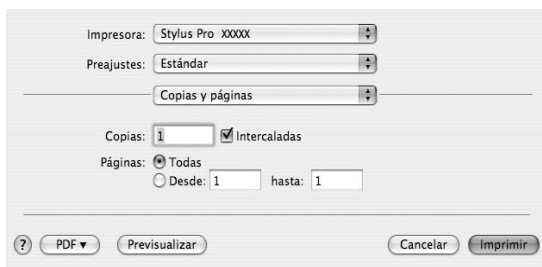 Impresora: Stylus Pro XXXXX
Preajustes: Estándar
Copias y páginas
Copias: 1 Intercaladas
Páginas: Todas
Desde: 1 hasta: 1
? PDF ▼ Previsualizar Cancelar Imprimir